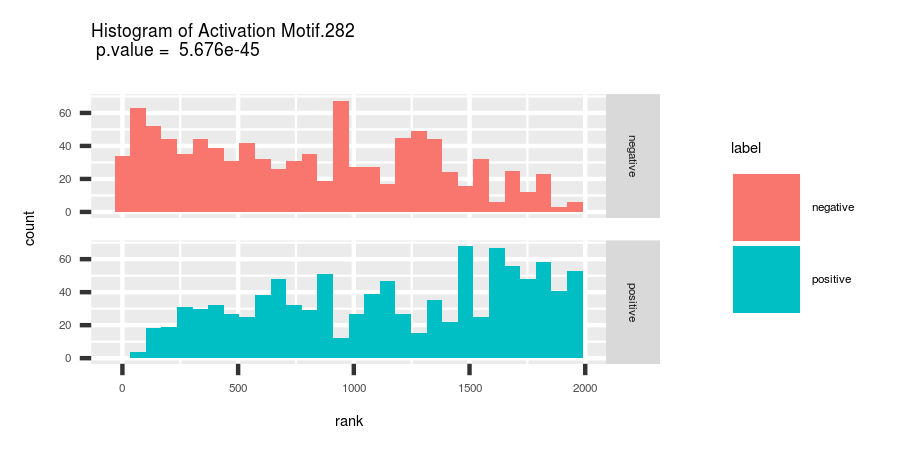 Histogram of Activation Motif.282
p.value = 5.676e-45
count
60
40
20
0
negative
60
40
20
0
positive
0
500
1000
1500
2000
rank
label
negative
positive